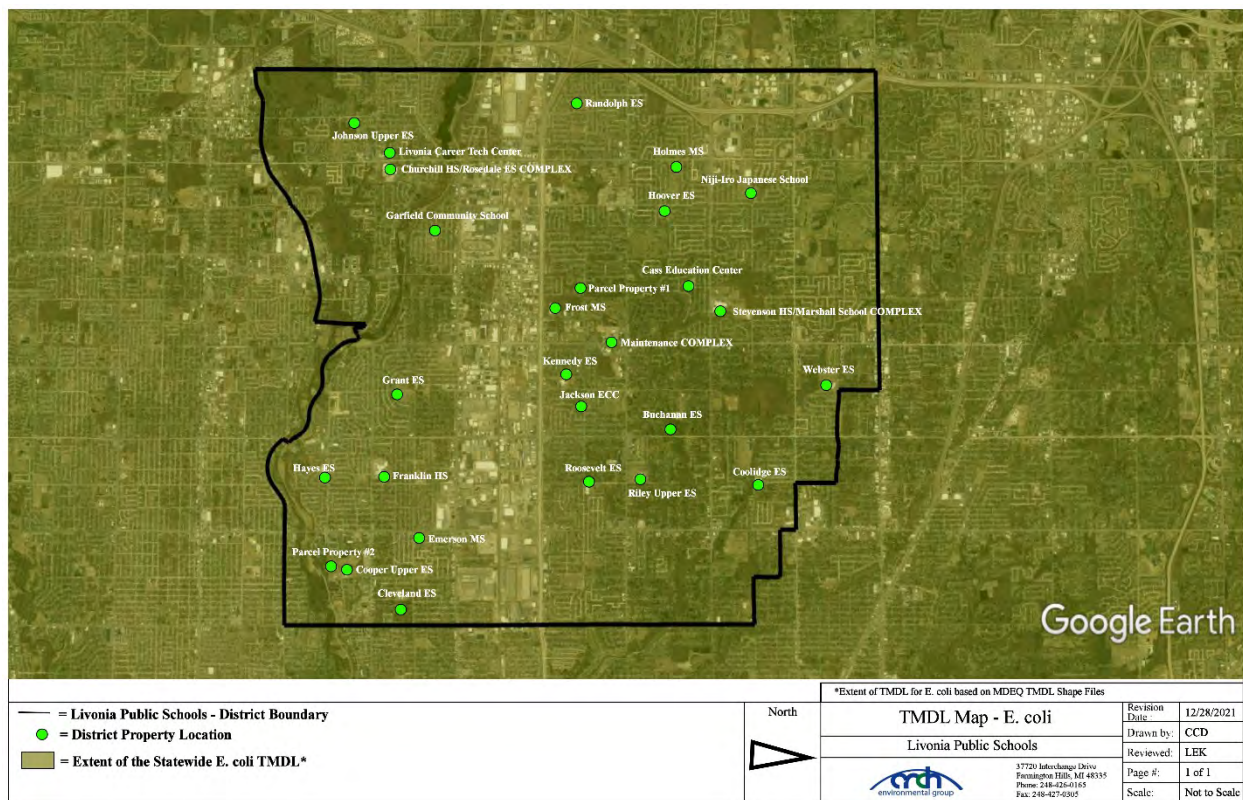 Randolph ES
Johnson Upper ES
Livonia Career Tech Center
Holmes MS
Churchill HS/Rosedale ES COMPLEX
Niji-Iro Japanese School
Hoover ES
Garfield Community School
Cass Education Center
Parcel Property #1
Frost MS
Stevenson HS/Marshall School COMPLEX
Maintenance COMPLEX
Kennedy ES
Webster ES
Grant ES
Jackson ECC
Buchanan ES
Hayes ES
Franklin HS
Roosevelt ES
Riley Upper ES
Coolidge ES
Emerson MS
Parcel Property #2
Cooper Upper ES
Cleveland ES
Google Earth
= Livonia Public Schools - District Boundary
= District Property Location
= Extent of the Statewide E. coli TMDL*
North
*Extent of TMDL for E. coli based on MDEQ TMDL Shape Files
TMDL Map - E. coli
Livonia Public Schools
environmental group
37720 Interchange Drive
Farmington Hills, MI 48335
Phone: 248-426-0165
Fax: 248-427-0305
Revision Date : 12/28/2021
Drawn by: CCD
Reviewed: LEK
Page #: 1 of 1
Scale: Not to Scale